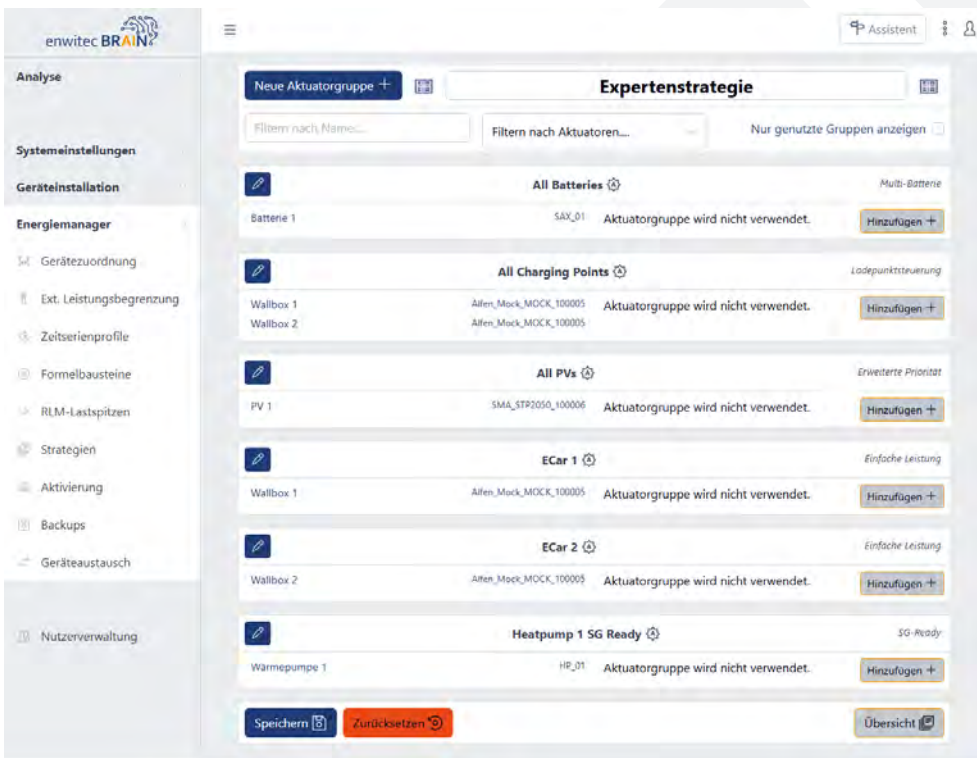 enwitec BRAIN
Assistent
Analyse
Systemeinstellungen
Geräteinstallation
Energiemanager
Gerätezuordnung
Ext. Leistungsbegrenzung
Zeitserienprofile
Formelbausteine
RLM-Lastspitzen
Strategien
Aktivierung
Backups
Geräteaustausch
Nutzerverwaltung
Neue Aktuatorgruppe +
Expertenstrategie
Filtern nach Name...
Filtern nach Aktuatoren....
Nur genutzte Gruppen anzeigen
All Batteries
Multi-Batterie
Batterie 1 SAX_01 Aktuatorgruppe wird nicht verwendet. Hinzufügen +
All Charging Points
Ladepunktsteuerung
Wallbox 1 Alfen_Mock_MOCK_100005 Aktuatorgruppe wird nicht verwendet. Hinzufügen +
Wallbox 2 Alfen_Mock_MOCK_100005
All PVs
Erweiterte Priorität
PV 1 SMA_STP2050_100006 Aktuatorgruppe wird nicht verwendet. Hinzufügen +
ECar 1
Einfache Leistung
Wallbox 1 Alfen_Mock_MOCK_100005 Aktuatorgruppe wird nicht verwendet. Hinzufügen +
ECar 2
Einfache Leistung
Wallbox 2 Alfen_Mock_MOCK_100005 Aktuatorgruppe wird nicht verwendet. Hinzufügen +
Heatpump 1 SG Ready
SG-Ready
Wärmepumpe 1 HP_01 Aktuatorgruppe wird nicht verwendet. Hinzufügen +
Speichern
Zurücksetzen
Übersicht